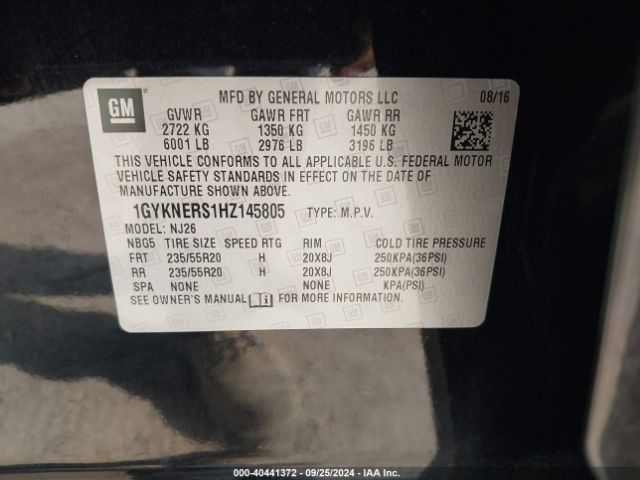 GM
MFD BY GENERAL MOTORS LLC 08/16
GVWR GAWR FRT GAWR RR
2722 KG 1350 KG 1450 KG
6001 LB 2976 LB 3196 LB
THIS VEHICLE CONFORMS TO ALL APPLICABLE U.S. FEDERAL MOTOR
VEHICLE SAFETY STANDARDS IN EFFECT ON THE DATE OF
MANUFACTURE SHOWN ABOVE.
1GYKNERS1HZ145805 TYPE: M.P.V.
MODEL: NJ26
NBG5 TIRE SIZE SPEED RTG RIM COLD TIRE PRESSURE
FRT 235/55R20 H 20X8J 250KPA(36PSI)
RR 235/55R20 H 20X8J 250KPA(36PSI)
SPA NONE NONE KPA(PSI)
SEE OWNER'S MANUAL FOR MORE INFORMATION.
000-40441372 - 09/25/2024 - IAA Inc.